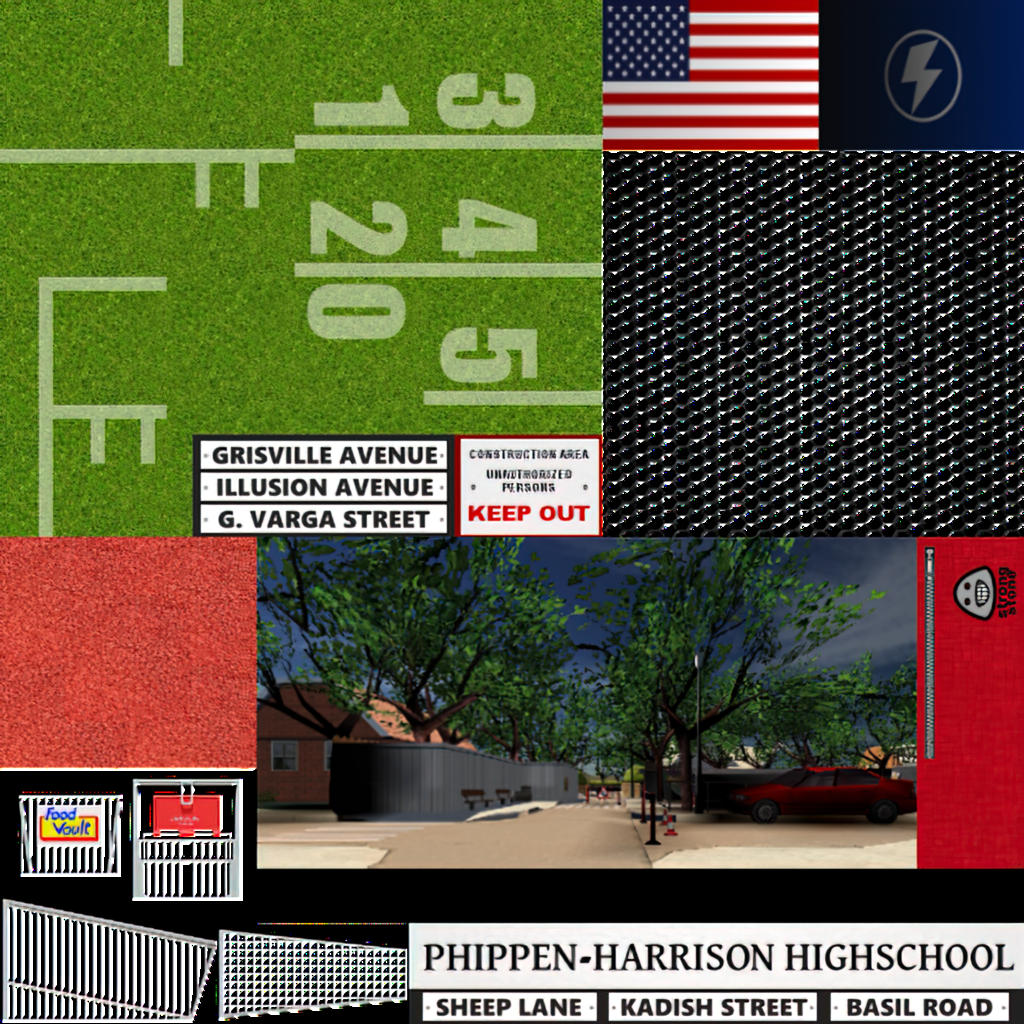 3
1
4
2
5
0
GRISVILLE AVENUE
ILLUSION AVENUE
G. VARGA STREET
CONSTRUCTION AREA
UNAUTHORIZED
PERSONS
KEEP OUT
strong
stone
Food
Vault
PHIPPEN-HARRISON HIGHSCHOOL
SHEEP LANE
KADISH STREET
BASIL ROAD